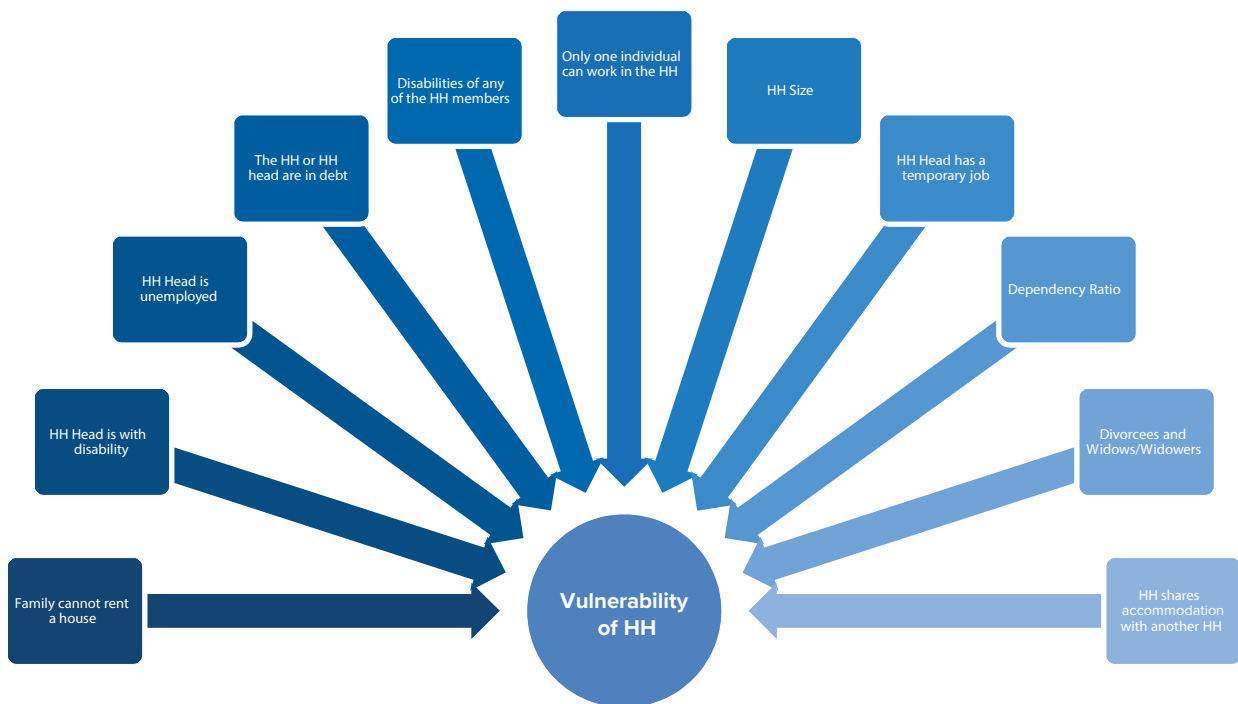 Family cannot rent
a house
HH Head is with
disability
HH Head is
unemployed
The HH or HH
head are in debt
Disabilities of any
of the HH members
Only one individual
can work in the HH
HH Size
HH Head has a
temporary job
Dependency Ratio
Divorcees and
Widows/Widowers
HH shares
accommodation
with another HH
Vulnerability
of HH